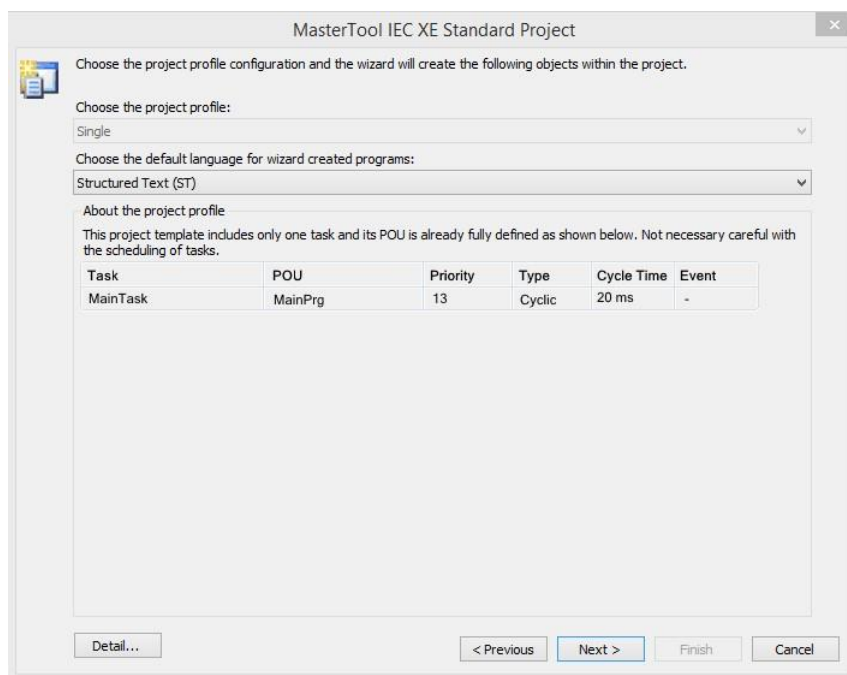 MasterTool IEC XE Standard Project
Choose the project profile configuration and the wizard will create the following objects within the project.
Choose the project profile:
Single
Choose the default language for wizard created programs:
Structured Text (ST)
About the project profile
This project template includes only one task and its POU is already fully defined as shown below. Not necessary careful with
the scheduling of tasks.
Task POU Priority Type Cycle Time Event
MainTask MainPrg 13 Cyclic 20 ms -
Detail... < Previous Next > Finish Cancel